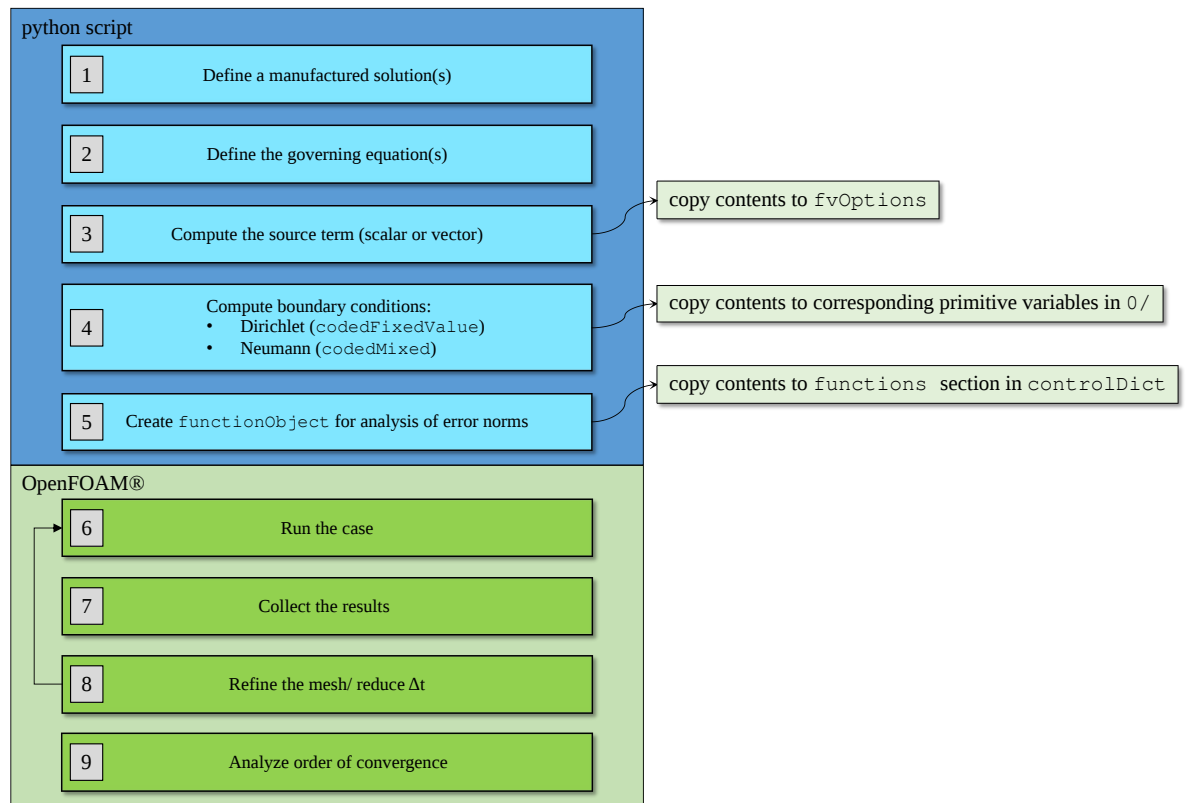 python script
1
Define a manufactured solution(s)
2
Define the governing equation(s)
3
Compute the source term (scalar or vector)
copy contents to fvOptions
4
Compute boundary conditions:
• Dirichlet (codedFixedValue)
• Neumann (codedMixed)
copy contents to corresponding primitive variables in 0/
5
Create functionObject for analysis of error norms
copy contents to functions section in controlDict
OpenFOAM®
6
Run the case
7
Collect the results
8
Refine the mesh/ reduce Δt
9
Analyze order of convergence